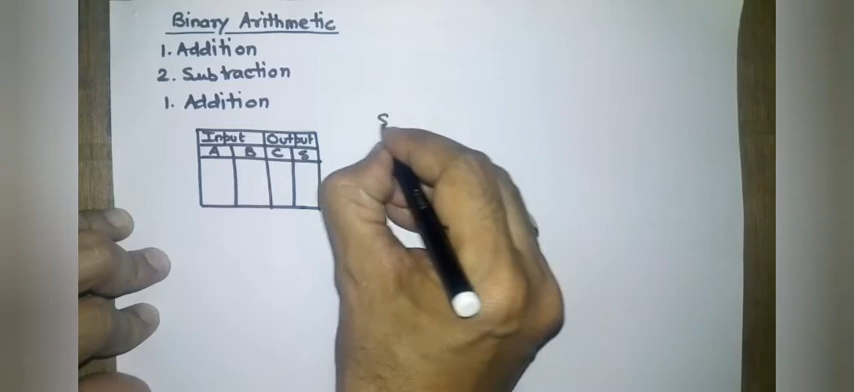 Binary Arithmetic
1. Addition
2. Subtraction
1. Addition
Input Output
A B C S
S